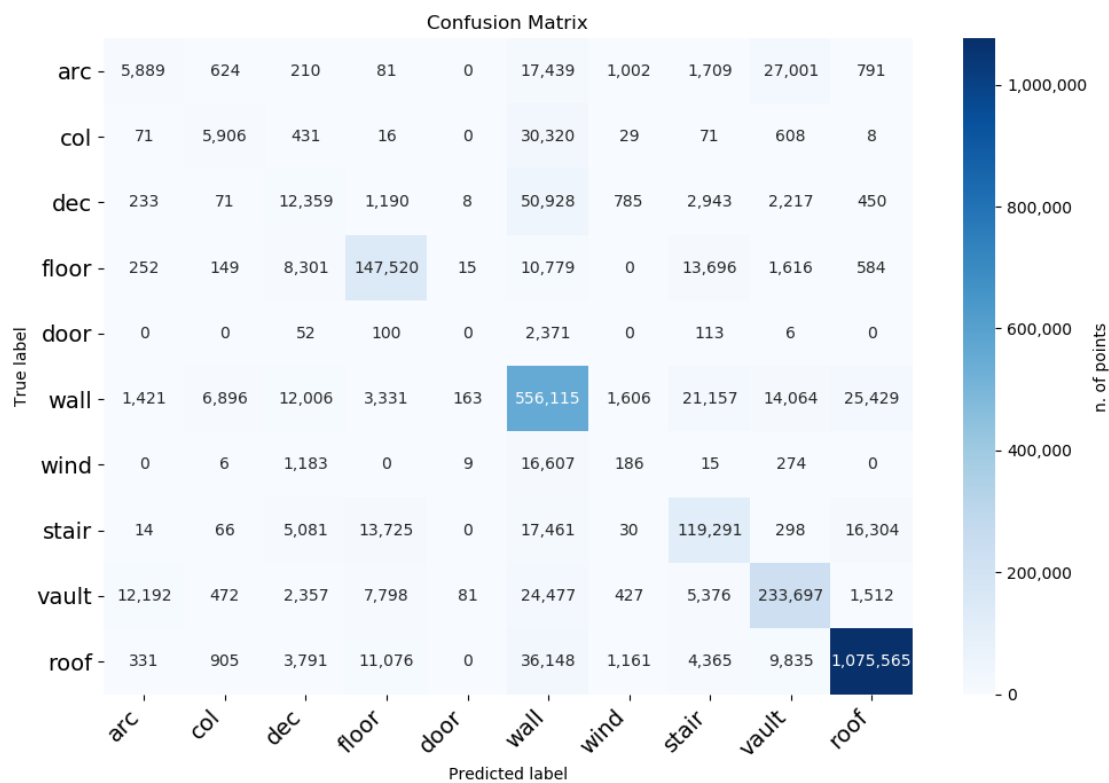 Confusion Matrix
arc 5,889 624 210 81 0 17,439 1,002 1,709 27,001 791
col 71 5,906 431 16 0 30,320 29 71 608 8
dec 233 71 12,359 1,190 8 50,928 785 2,943 2,217 450
floor 252 149 8,301 147,520 15 10,779 0 13,696 1,616 584
door 0 0 52 100 0 2,371 0 113 6 0
wall 1,421 6,896 12,006 3,331 163 556,115 1,606 21,157 14,064 25,429
wind 0 6 1,183 0 9 16,607 186 15 274 0
stair 14 66 5,081 13,725 0 17,461 30 119,291 298 16,304
vault 12,192 472 2,357 7,798 81 24,477 427 5,376 233,697 1,512
roof 331 905 3,791 11,076 0 36,148 1,161 4,365 9,835 1,075,565
arc col dec floor door wall wind stair vault roof
Predicted label
True label
1,000,000
800,000
600,000
400,000
200,000
0
n. of points